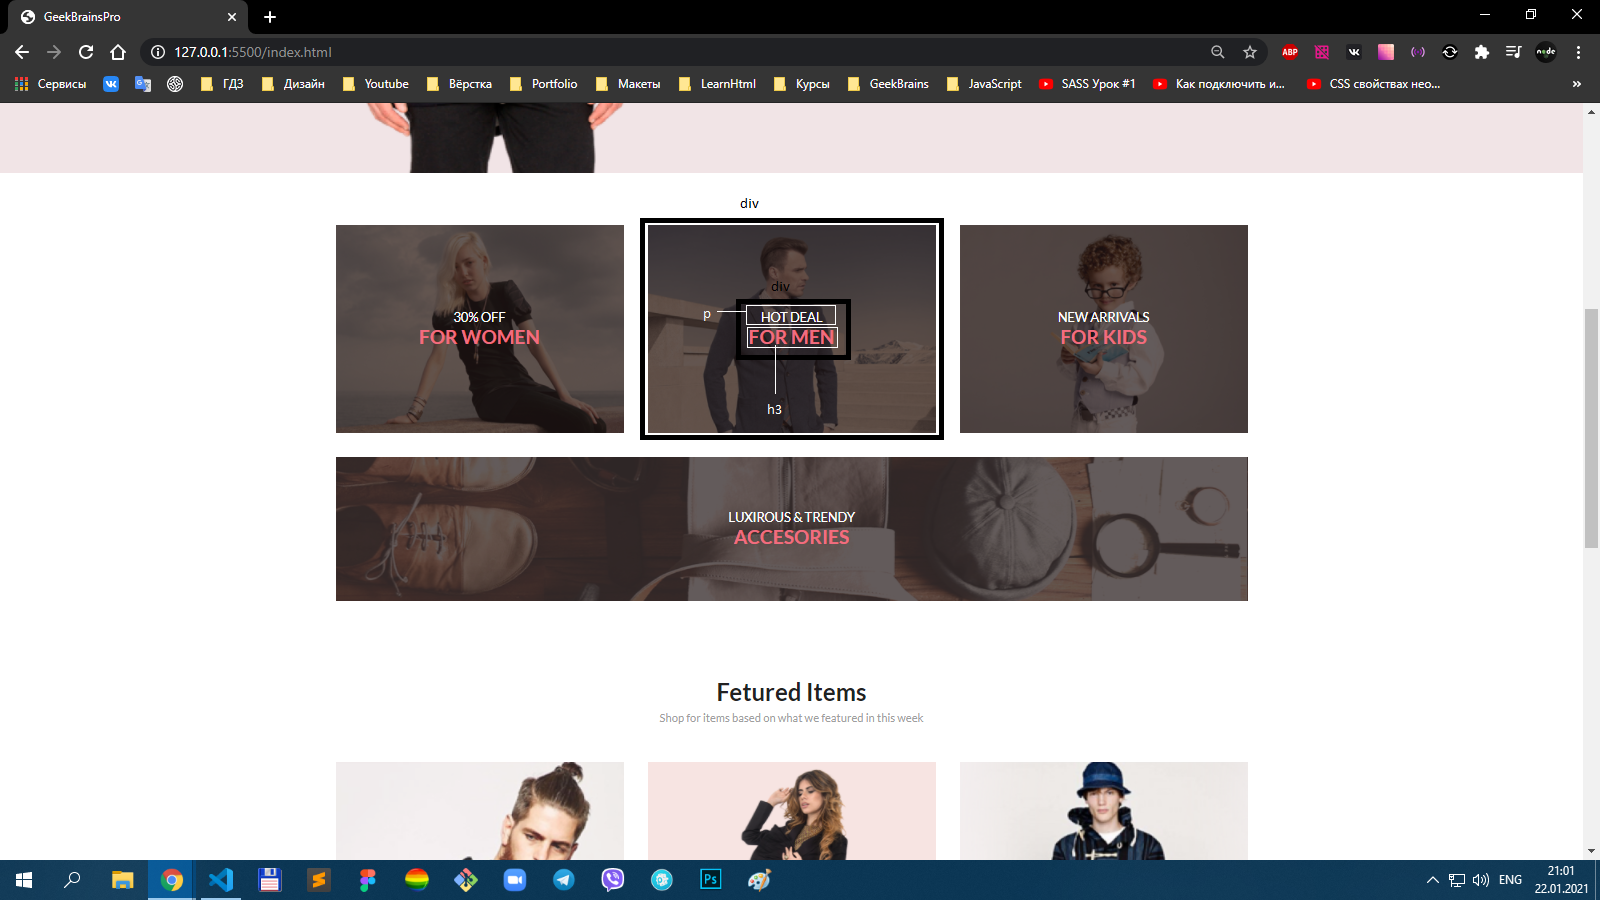 GeekBrainsPro
127.0.0.1:5500/index.html
ABP
node
Сервисы
ГДЗ
Дизайн
Youtube
Вёрстка
Portfolio
Макеты
LearnHtml
Курсы
GeekBrains
JavaScript
SASS Урок #1
Как подключить и...
CSS свойствах нео...
»
div
div
30% OFF
FOR WOMEN
p
HOT DEAL
FOR MEN
h3
NEW ARRIVALS
FOR KIDS
LUXIROUS & TRENDY
ACCESORIES
Fetured Items
Shop for items based on what we featured in this week
Ps
ENG
21:01
22.01.2021